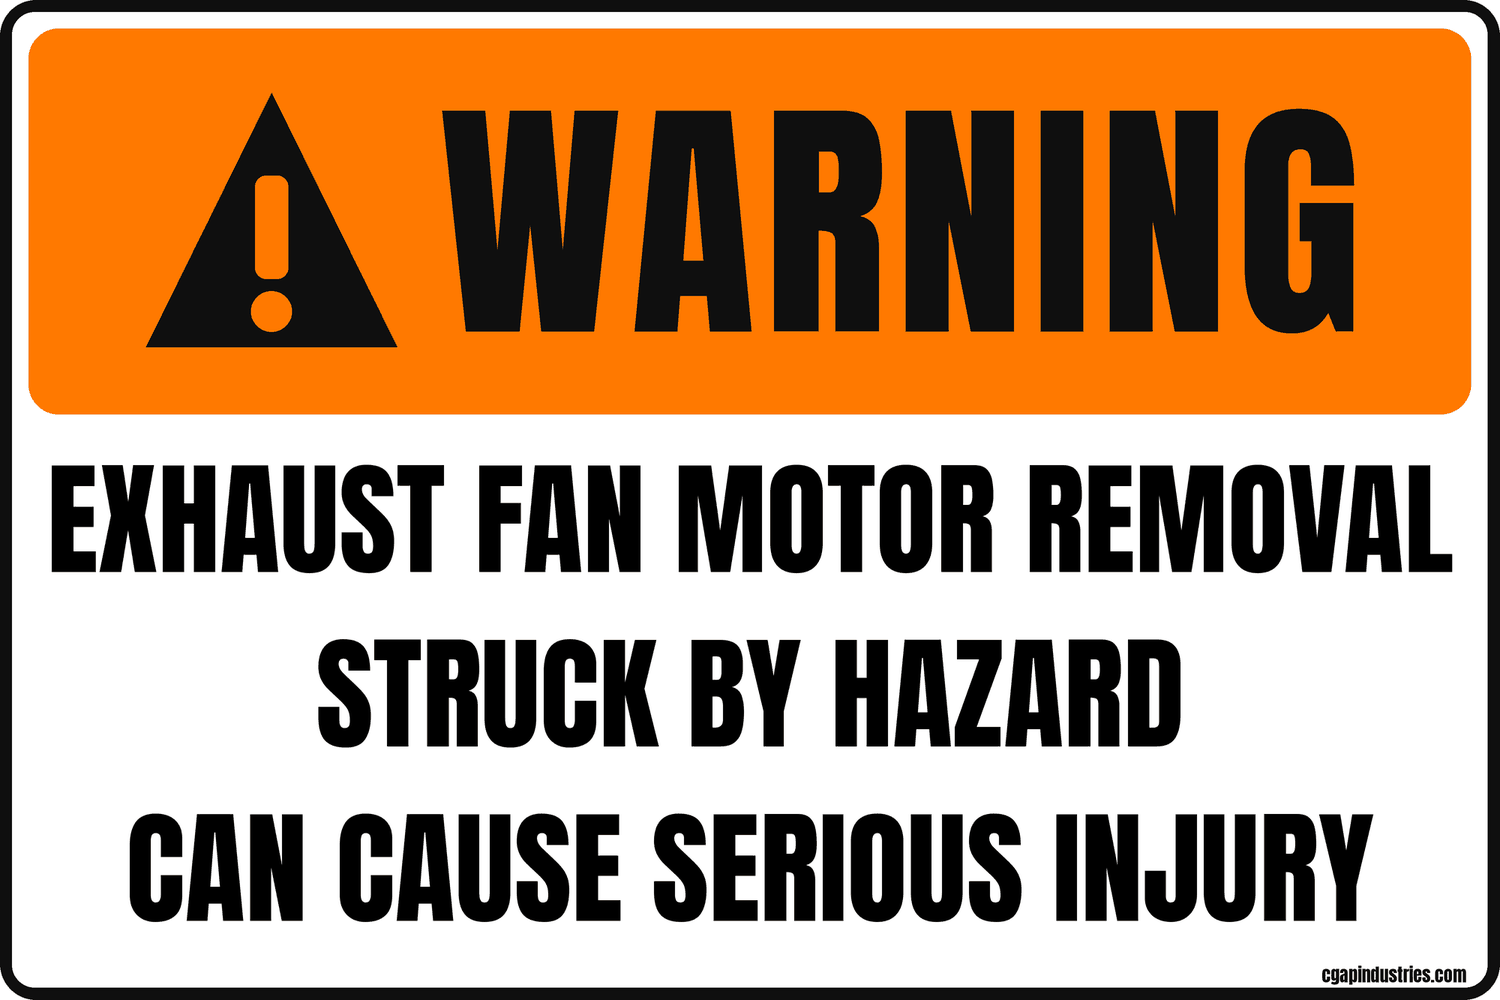 WARNING
EXHAUST FAN MOTOR REMOVAL
STRUCK BY HAZARD
CAN CAUSE SERIOUS INJURY
cgapindustries.com